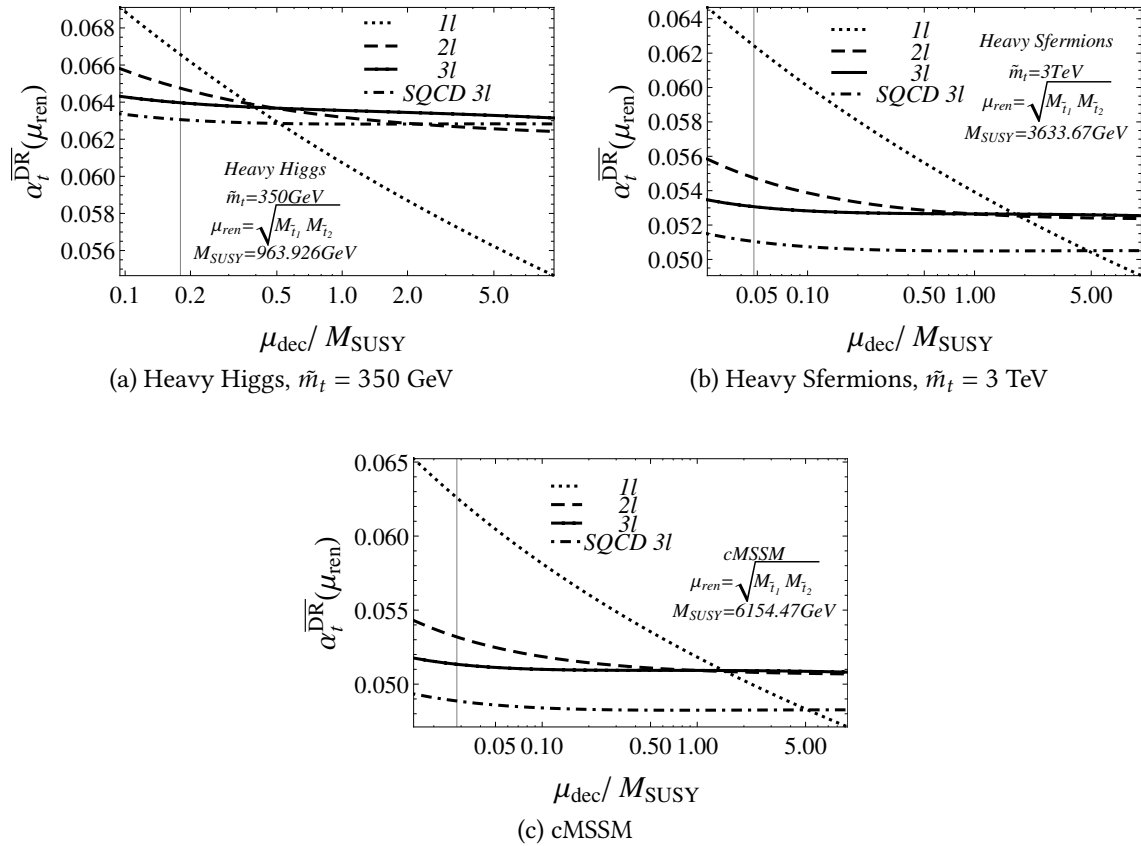 0.068
0.066
0.064
0.062
0.060
0.058
0.056
α_t^DR̅(μ_ren)
1l
2l
3l
SQCD 3l
Heavy Higgs
m̃_t=350GeV
μ_ren=√M_t̃₁ M_t̃₂
M_SUSY=963.926GeV
0.1 0.2 0.5 1.0 2.0 5.0
μ_dec/ M_SUSY
(a) Heavy Higgs, m̃_t = 350 GeV
0.064
0.062
0.060
0.058
0.056
0.054
0.052
0.050
α_t^DR̅(μ_ren)
1l
2l
3l
SQCD 3l
Heavy Sfermions
m̃_t=3TeV
μ_ren=√M_t̃₁ M_t̃₂
M_SUSY=3633.67GeV
0.05 0.10 0.50 1.00 5.00
μ_dec/ M_SUSY
(b) Heavy Sfermions, m̃_t = 3 TeV
0.065
0.060
0.055
0.050
α_t^DR̅(μ_ren)
1l
2l
3l
SQCD 3l
cMSSM
μ_ren=√M_t̃₁ M_t̃₂
M_SUSY=6154.47GeV
0.05 0.10 0.50 1.00 5.00
μ_dec/ M_SUSY
(c) cMSSM